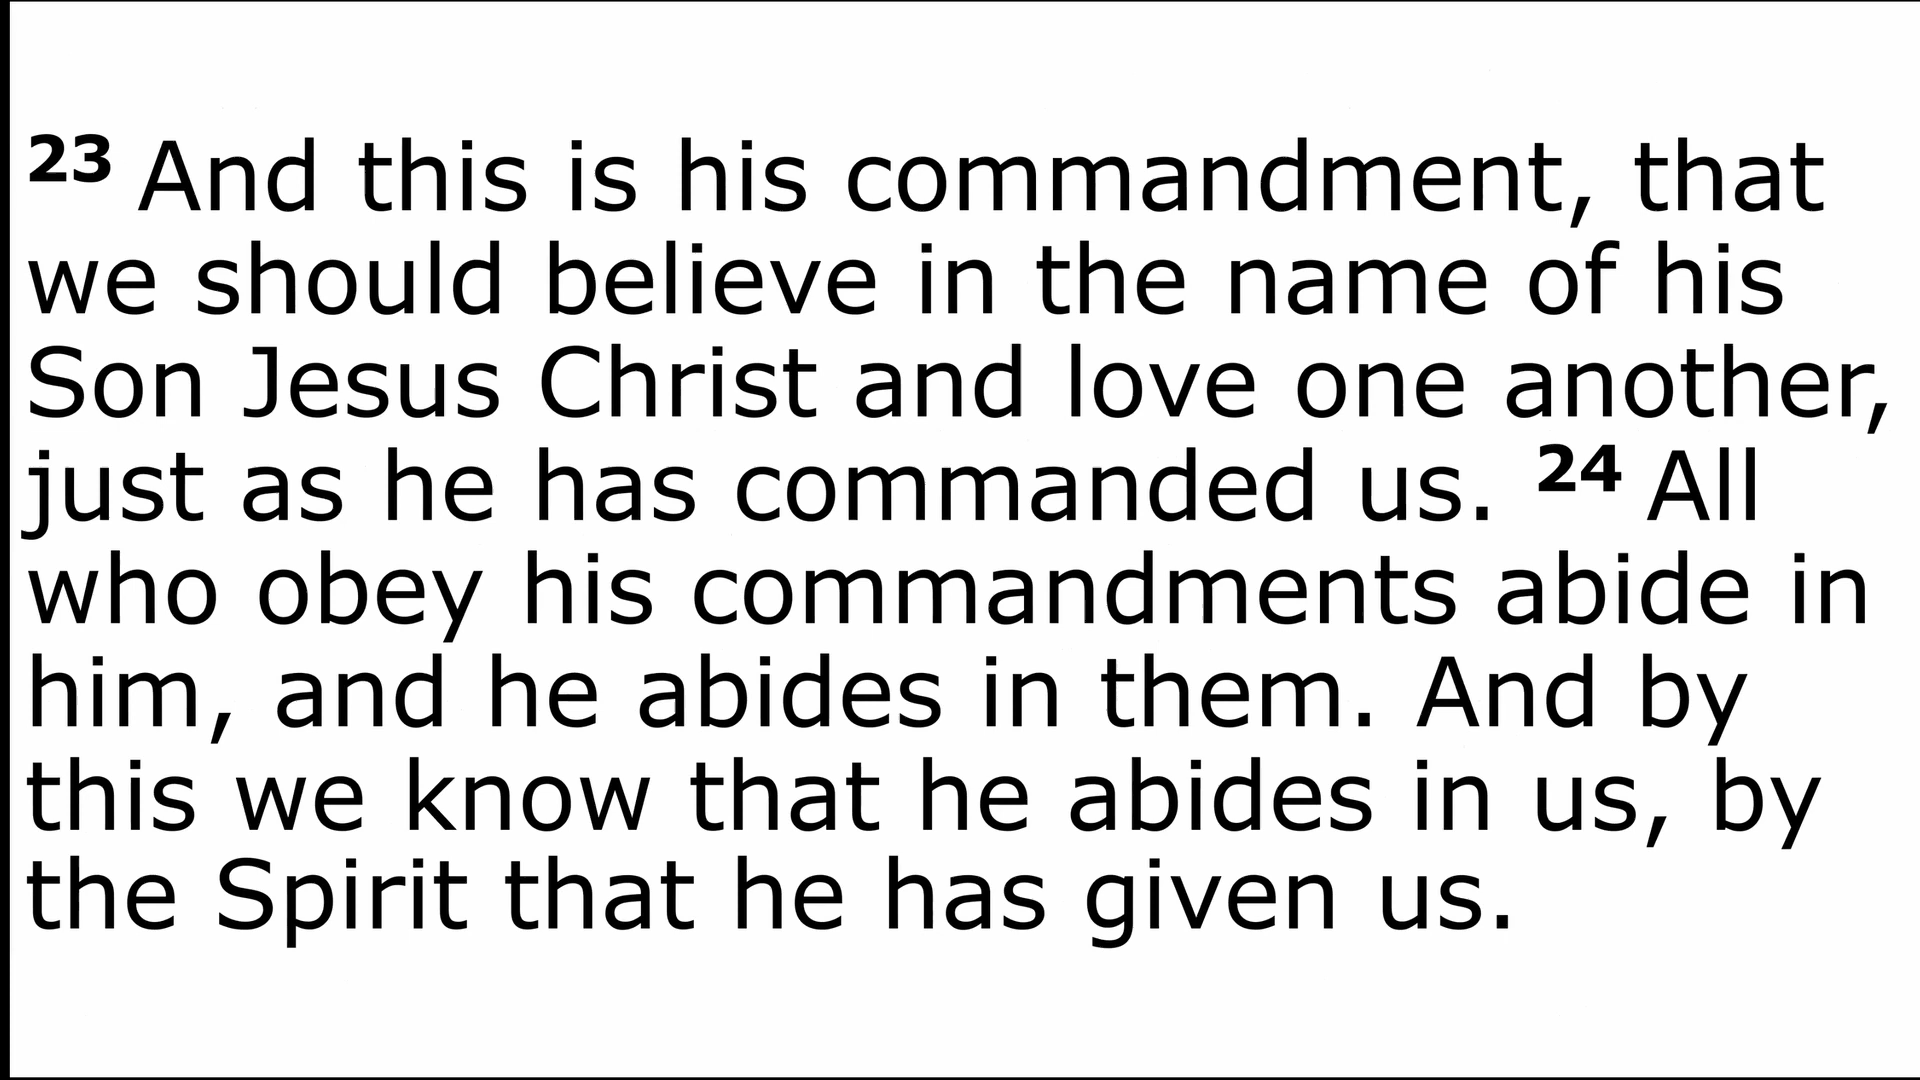 23 And this is his commandment, that
we should believe in the name of his
Son Jesus Christ and love one another,
just as he has commanded us. 24 All
who obey his commandments abide in
him, and he abides in them. And by
this we know that he abides in us, by
the Spirit that he has given us.